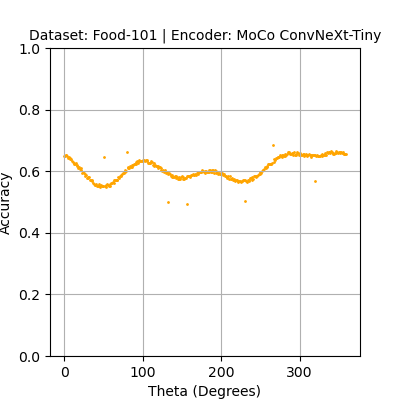 Dataset: Food-101 | Encoder: MoCo ConvNeXt-Tiny
1.0
0.8
0.6
0.4
0.2
0.0
Accuracy
0 100 200 300
Theta (Degrees)